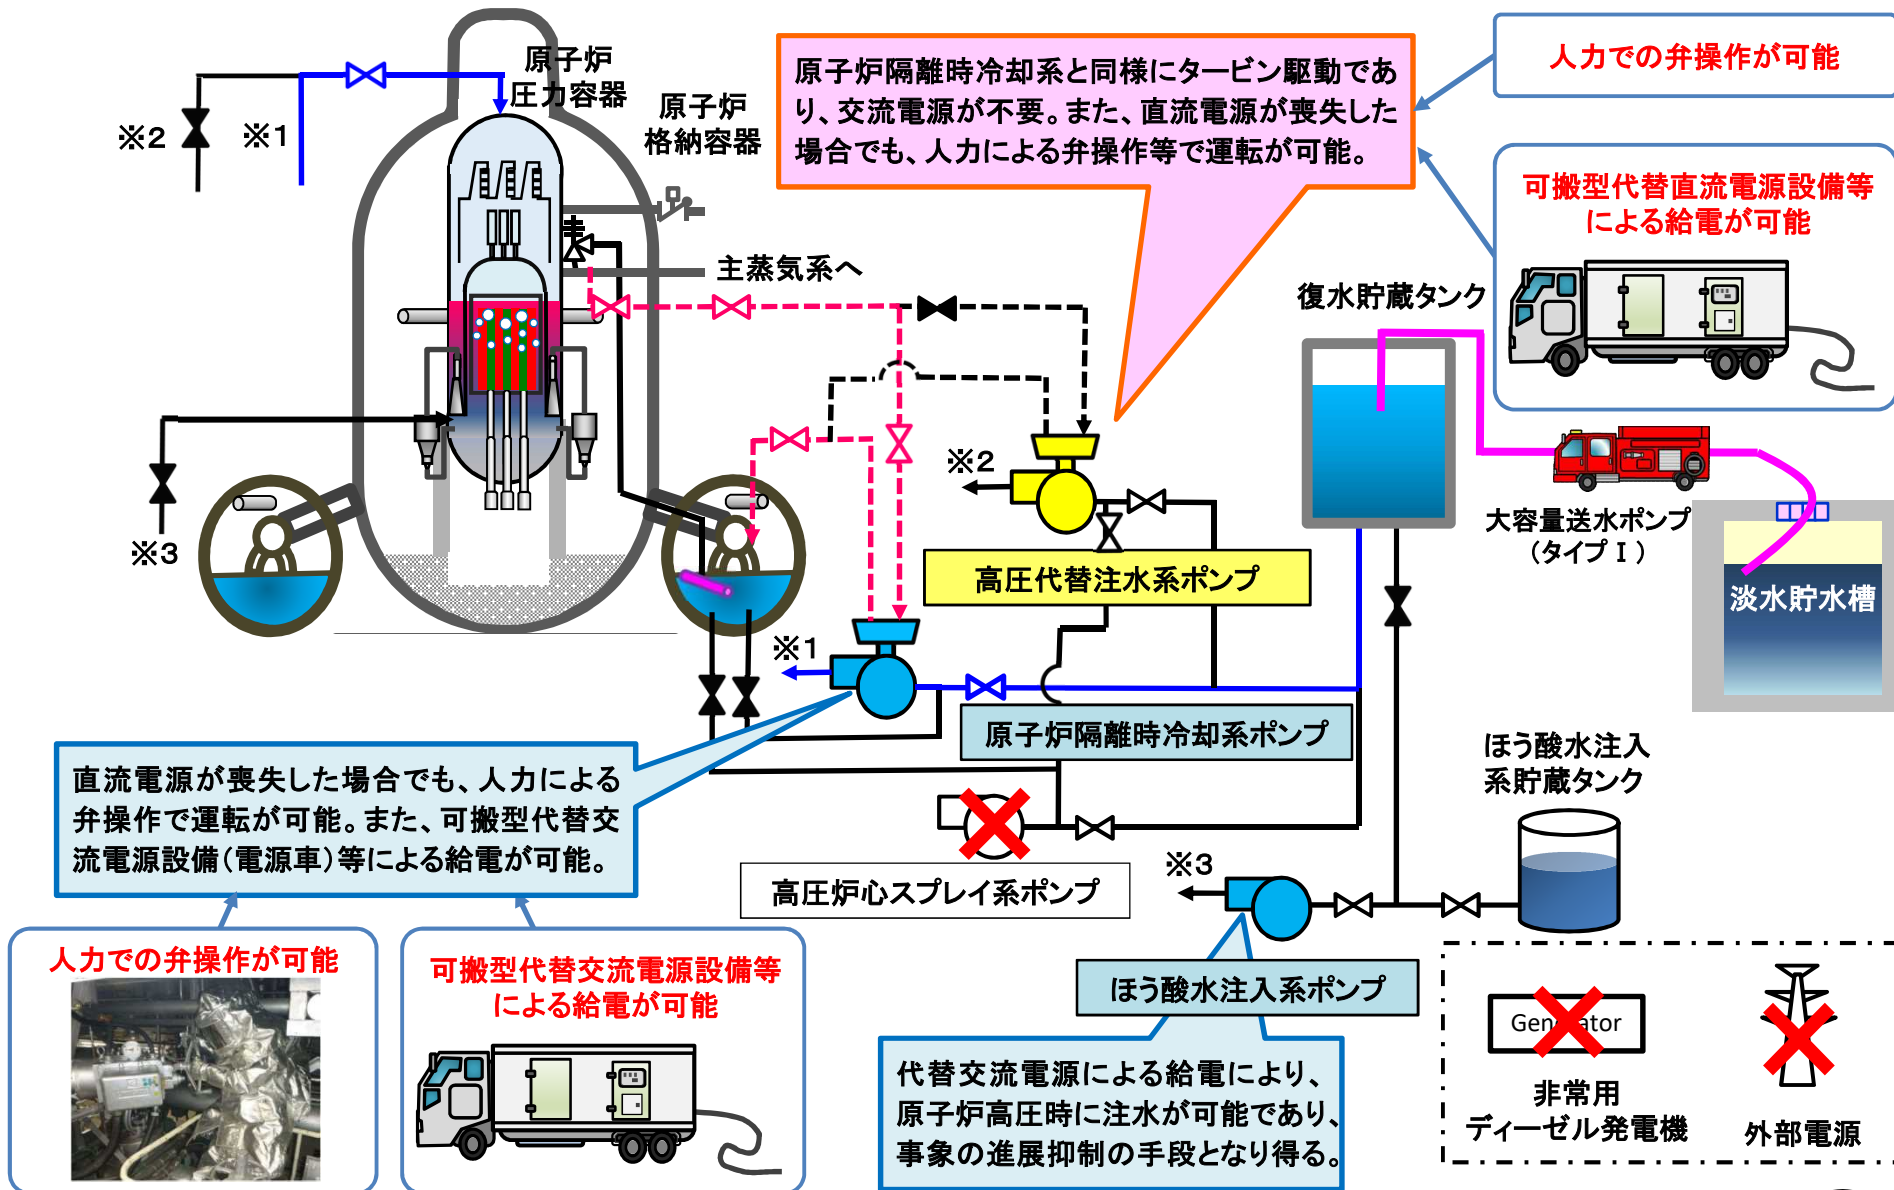 原子炉
圧力容器
原子炉
格納容器
※2
※1
原子炉隔離時冷却系と同様にタービン駆動であ
り、交流電源が不要。また、直流電源が喪失した
場合でも、人力による弁操作等で運転が可能。
人力での弁操作が可能
可搬型代替直流電源設備等
による給電が可能
主蒸気系へ
復水貯蔵タンク
※2
※3
大容量送水ポンプ
（タイプⅠ）
高圧代替注水系ポンプ
淡水貯水槽
※1
原子炉隔離時冷却系ポンプ
直流電源が喪失した場合でも、人力による
弁操作で運転が可能。また、可搬型代替交
流電源設備（電源車）等による給電が可能。
ほう酸水注入
系貯蔵タンク
高圧炉心スプレイ系ポンプ
※3
人力での弁操作が可能
可搬型代替交流電源設備等
による給電が可能
ほう酸水注入系ポンプ
代替交流電源による給電により、
原子炉高圧時に注水が可能であり、
事象の進展抑制の手段となり得る。
Generator
非常用
ディーゼル発電機
外部電源